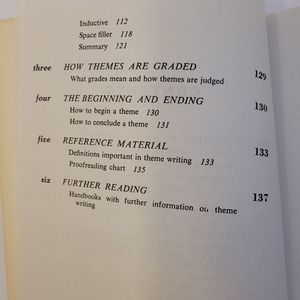 Inductive 112
Space filler 118
Summary 121
three HOW THEMES ARE GRADED 129
What grades mean and how themes are judged
four THE BEGINNING AND ENDING 130
How to begin a theme 130
How to conclude a theme 131
five REFERENCE MATERIAL 133
Definitions important in theme writing 133
Proofreading chart 135
six FURTHER READING 137
Handbooks with further information on theme
writing